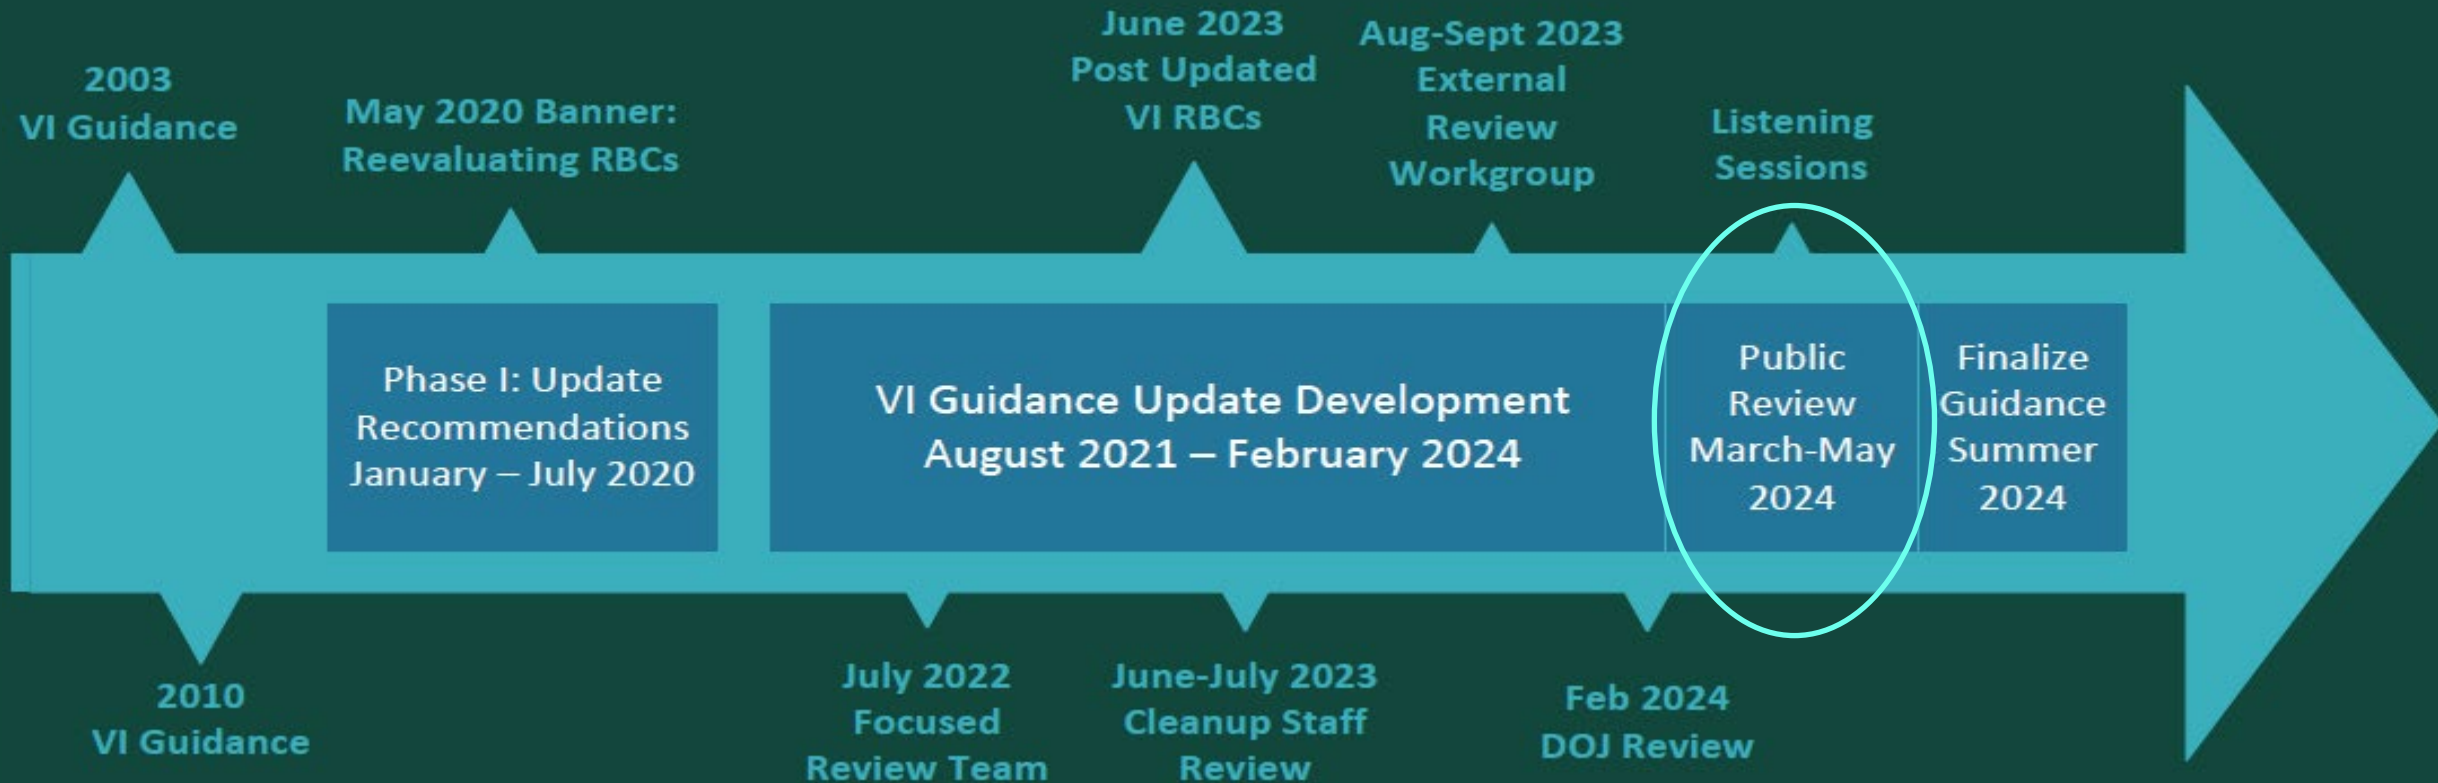 2003
VI Guidance
May 2020 Banner:
Reevaluating RBCs
June 2023
Post Updated
VI RBCs
Aug-Sept 2023
External
Review
Workgroup
Listening
Sessions
Phase I: Update
Recommendations
January – July 2020
VI Guidance Update Development
August 2021 – February 2024
Public
Review
March-May
2024
Finalize
Guidance
Summer
2024
2010
VI Guidance
July 2022
Focused
Review Team
June-July 2023
Cleanup Staff
Review
Feb 2024
DOJ Review